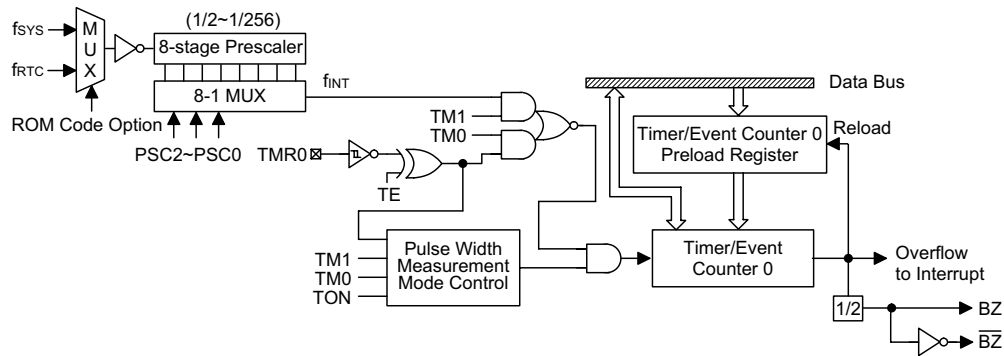 (1/2~1/256)
fSYS
fRTC
M
U
X
8-stage Prescaler
8-1 MUX
fINT
ROM Code Option
PSC2~PSC0
TMR0
TE
TM1
TM0
TM1
TM0
TON
Pulse Width
Measurement
Mode Control
Data Bus
Timer/Event Counter 0
Preload Register
Reload
Timer/Event
Counter 0
Overflow
to Interrupt
1/2
BZ
B̅Z̅